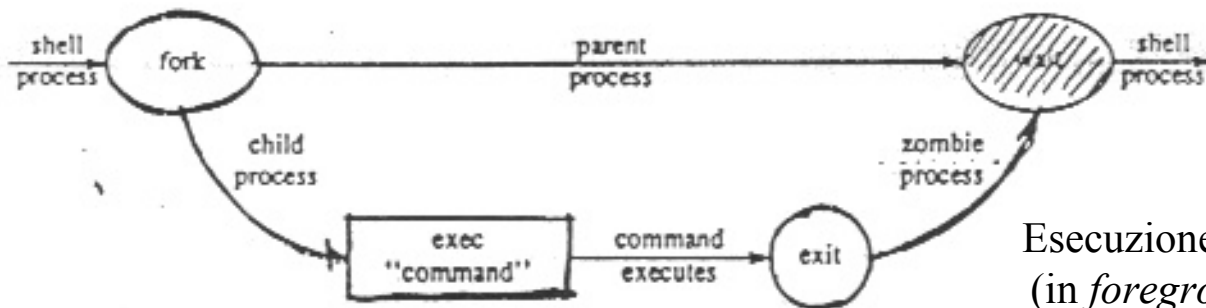 shell
process
fork
parent
process
shell
process
child
process
zombie
process
exec
"command"
command
executes
exit
Esecuzione
(in foregro